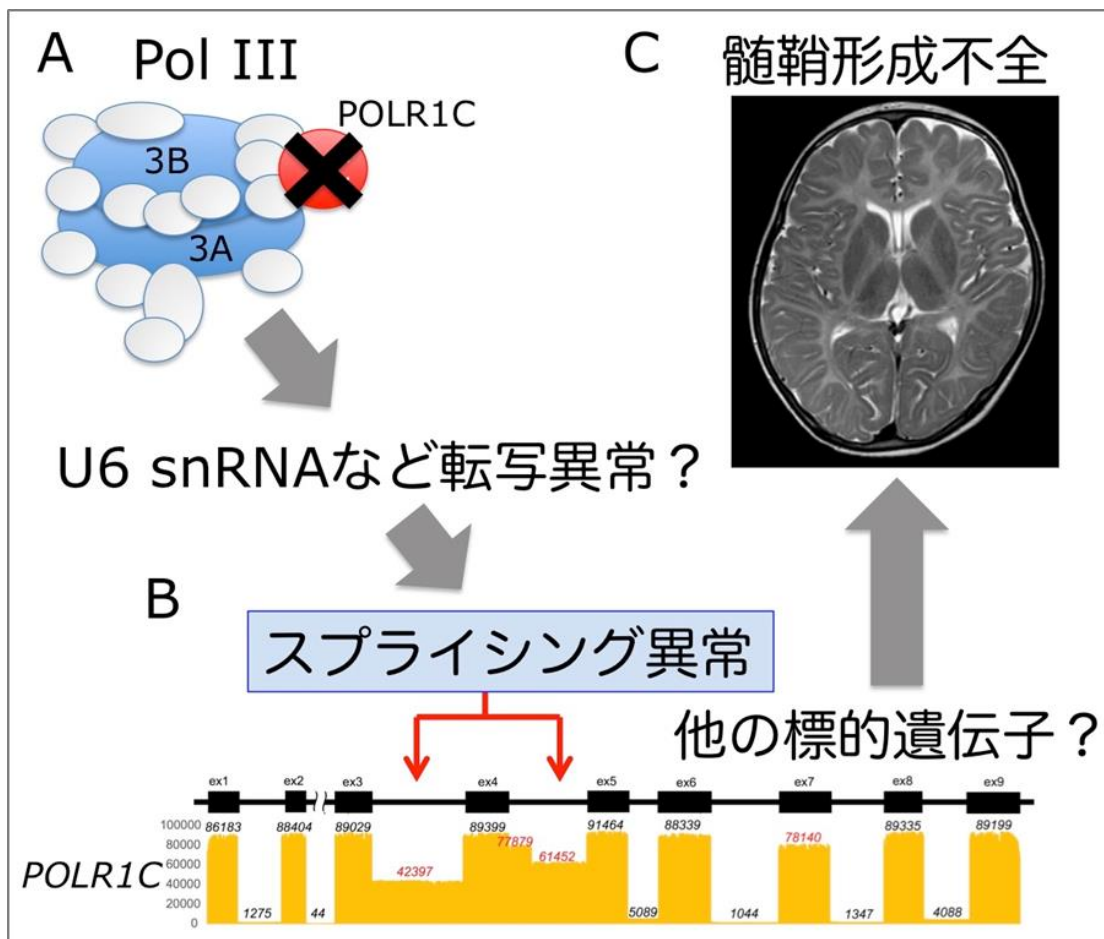 A
Pol III
POLR1C
3B
3A
C
髄鞘形成不全
U6 snRNAなど転写異常？
B
スプライシング異常
他の標的遺伝子？
ex1 ex2 ex3 ex4 ex5 ex6 ex7 ex8 ex9
100000
80000
60000
40000
20000
0
86183 88404 89029 89399 91464 88339 78140 89335 89199
77879
42397 61452
POLR1C
1275 44 5089 1044 1347 4088